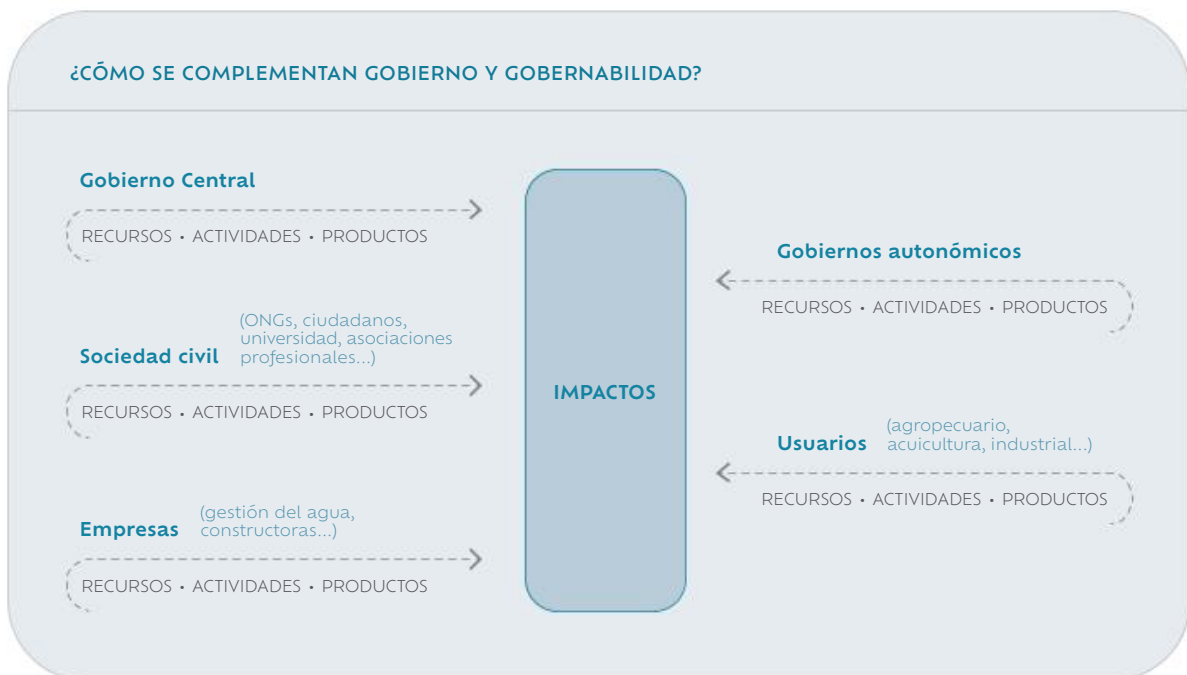 ¿CÓMO SE COMPLEMENTAN GOBIERNO Y GOBERNABILIDAD?
Gobierno Central
RECURSOS • ACTIVIDADES • PRODUCTOS
Sociedad civil
(ONGs, ciudadanos,
universidad, asociaciones
profesionales...)
RECURSOS • ACTIVIDADES • PRODUCTOS
Empresas
(gestión del agua,
constructoras...)
RECURSOS • ACTIVIDADES • PRODUCTOS
IMPACTOS
Gobiernos autonómicos
RECURSOS • ACTIVIDADES • PRODUCTOS
Usuarios
(agropecuario,
acuicultura, industrial...)
RECURSOS • ACTIVIDADES • PRODUCTOS